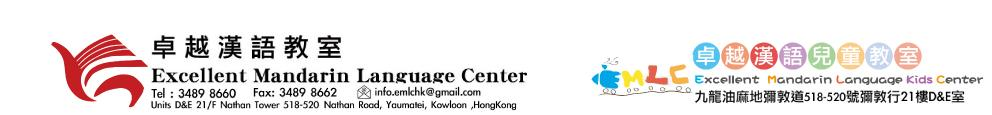 卓越漢語教室
Excellent Mandarin Language Center
Tel : 3489 8660 Fax: 3489 8662 info.emlchk@gmail.com
Units D&E 21/F Nathan Tower 518-520 Nathan Road, Yaumatei, Kowloon ,HongKong
EMLC 卓越漢語兒童教室
Excellent Mandarin Language Kids Center
九龍油麻地彌敦道518-520號彌敦行21樓D&E室